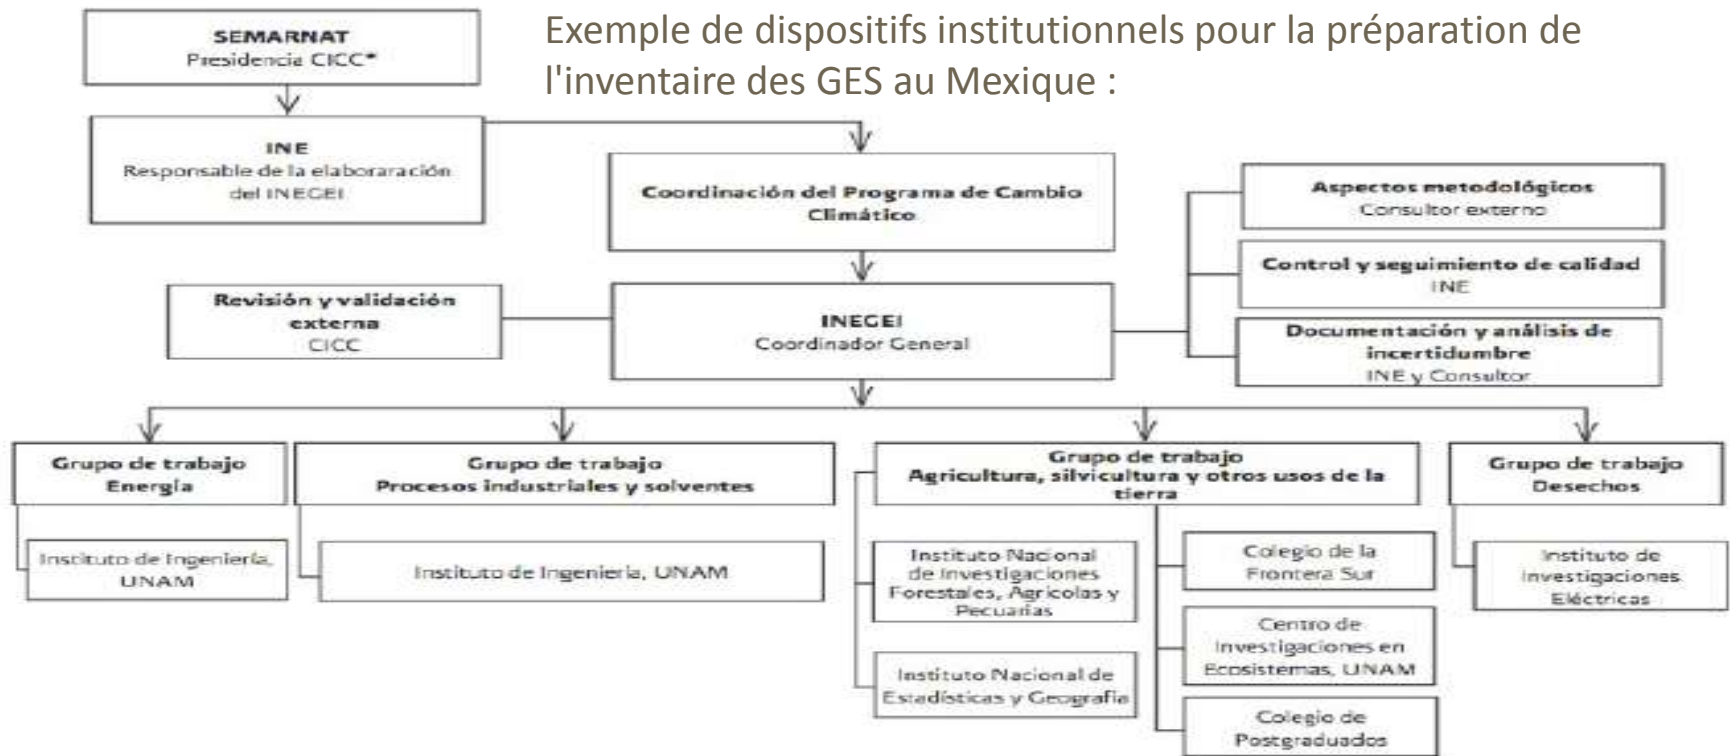 Exemple de dispositifs institutionnels pour la préparation de
l'inventaire des GES au Mexique :
SEMARNAT
Presidencia CICC*
INE
Responsable de la elaboraración
del INEGEI
Coordinación del Programa de Cambio
Climático
Aspectos metodológicos
Consultor externo
Control y seguimiento de calidad
INE
Documentación y análisis de
incertidumbre
INE y Consultor
Revisión y validación
externa
CICC
INEGEI
Coordinador General
Grupo de trabajo
Energía
Instituto de Ingeniería,
UNAM
Grupo de trabajo
Procesos industriales y solventes
Instituto de Ingeniería, UNAM
Grupo de trabajo
Agricultura, silvicultura y otros usos de la
tierra
Instituto Nacional
de Investigaciones
Forestales, Agrícolas y
Pecuarias
Instituto Nacional de
Estadísticas y Geografía
Colegio de la
Frontera Sur
Centro de
Investigaciones en
Ecosistemas, UNAM
Colegio de
Postgraduados
Grupo de trabajo
Desechos
Instituto de
Investigaciones
Eléctricas